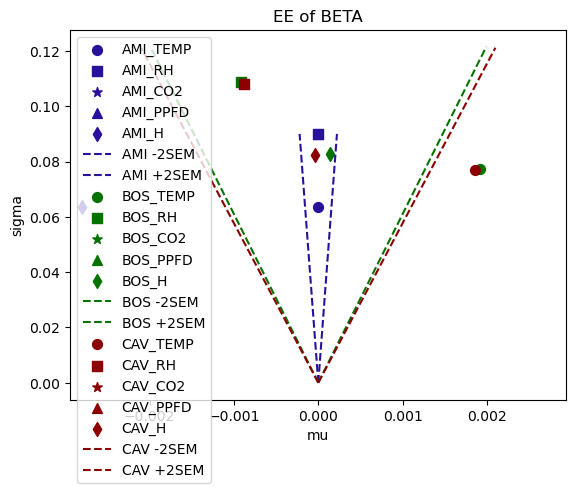 EE of BETA
sigma
0.12
0.10
0.08
0.06
0.04
0.02
0.00
AMI_TEMP
AMI_RH
AMI_CO2
AMI_PPFD
AMI_H
AMI -2SEM
AMI +2SEM
BOS_TEMP
BOS_RH
BOS_CO2
BOS_PPFD
BOS_H
BOS -2SEM
BOS +2SEM
CAV_TEMP
CAV_RH
CAV_CO2
CAV_PPFD
CAV_H
CAV -2SEM
CAV +2SEM
−0.002
−0.001
0.000
0.001
0.002
mu